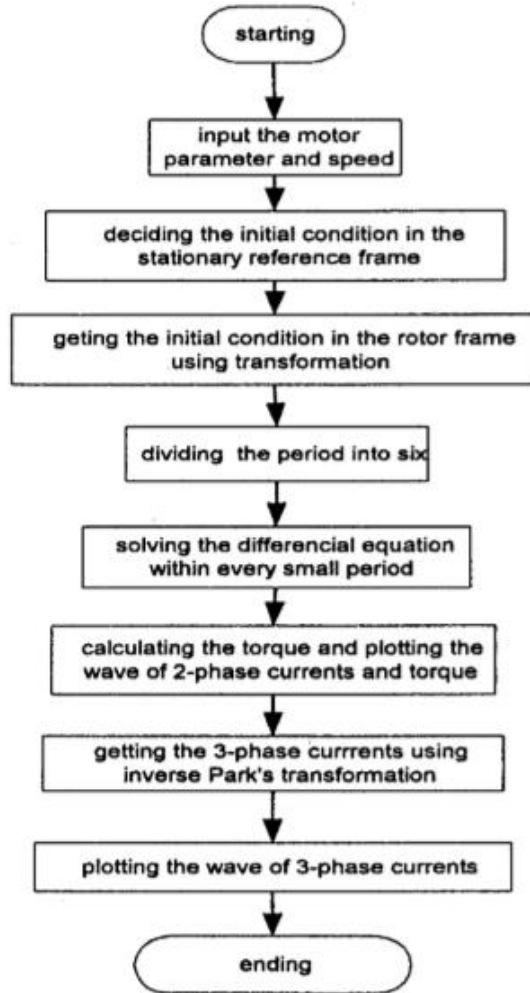 starting
input the motor
parameter and speed
deciding the initial condition in the
stationary reference frame
geting the initial condition in the rotor frame
using transformation
dividing the period into six
solving the differencial equation
within every small period
calculating the torque and plotting the
wave of 2-phase currents and torque
getting the 3-phase currrents using
inverse Park's transformation
plotting the wave of 3-phase currents
ending